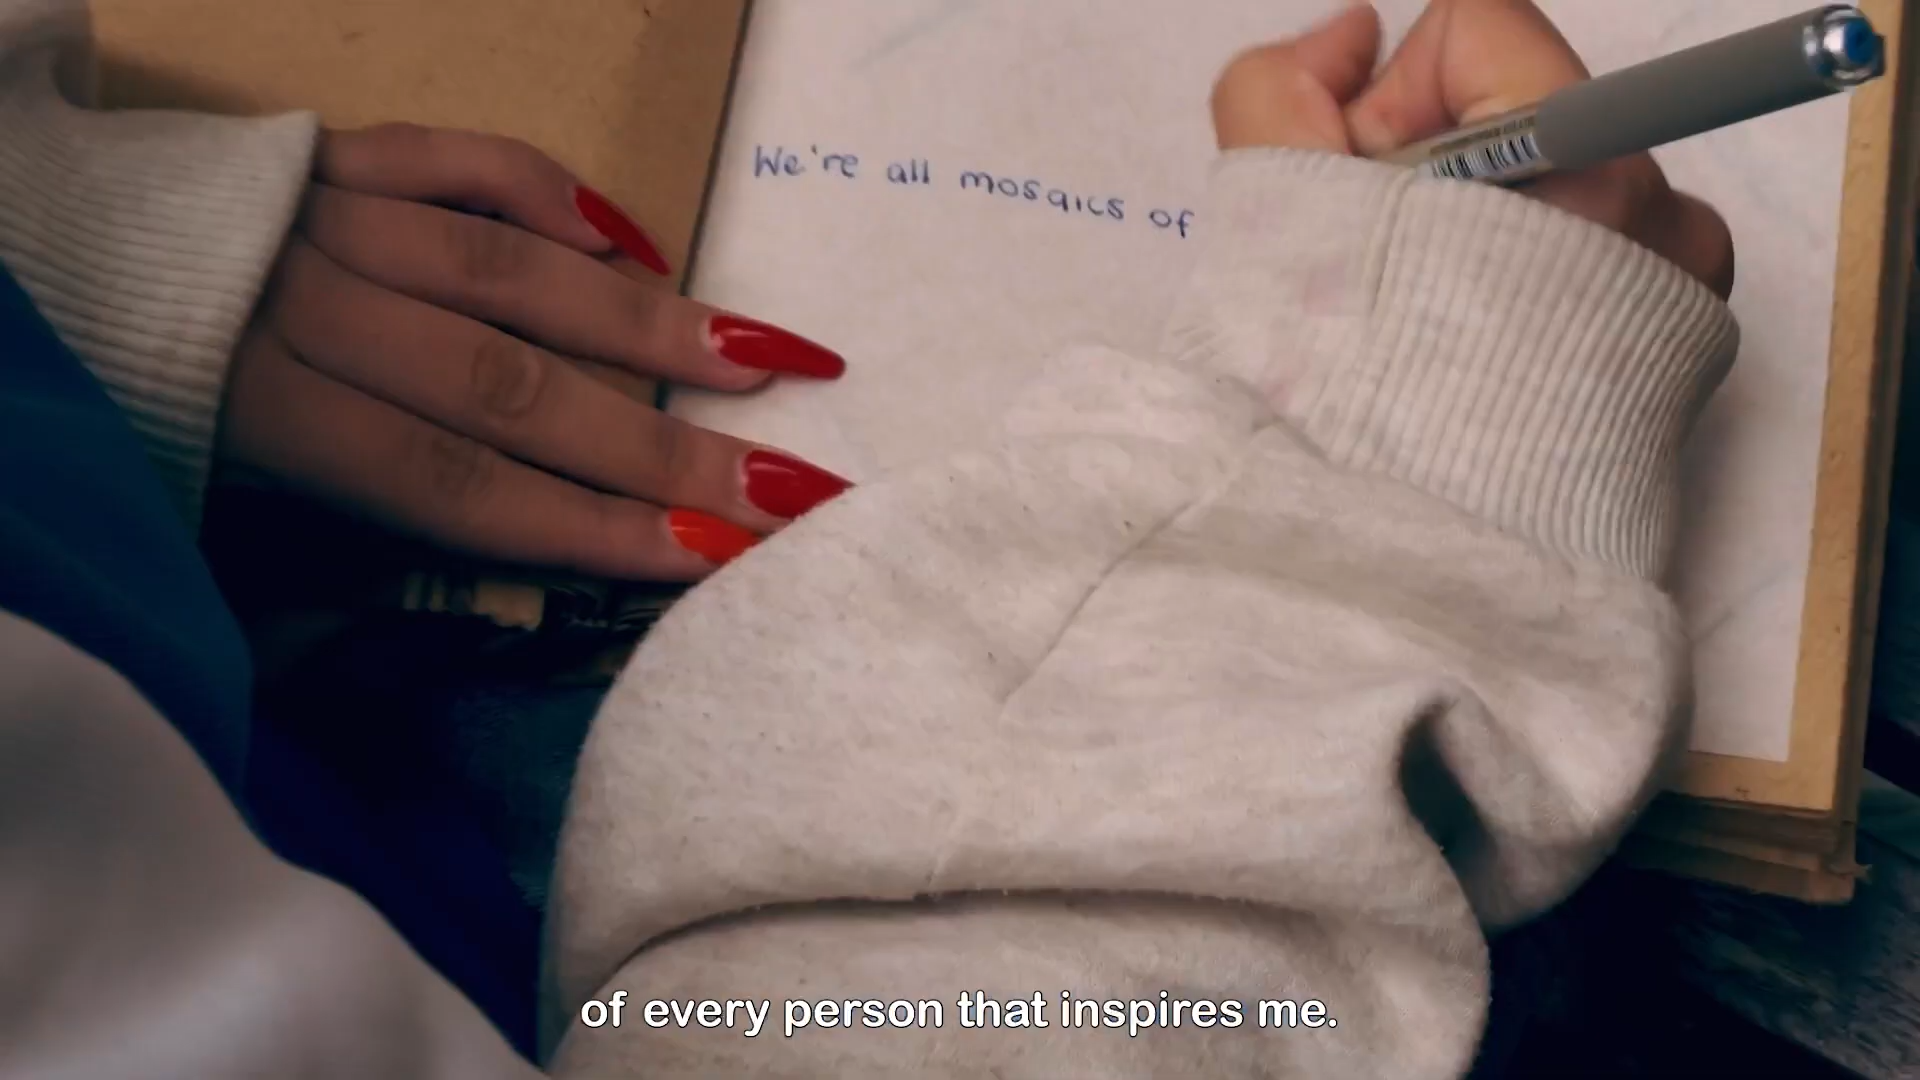 We're all mosaics of
of every person that inspires me.